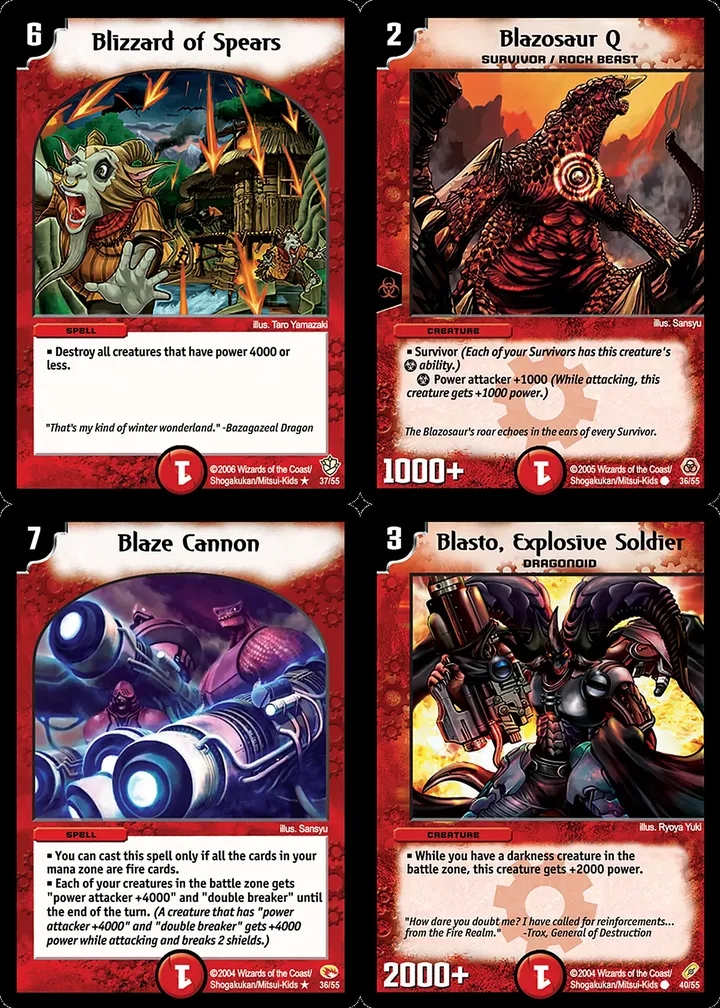 6
Blizzard of Spears
SPELL
illus. Taro Yamazaki
▪ Destroy all creatures that have power 4000 or
less.
"That's my kind of winter wonderland." -Bazagazeal Dragon
1
©2006 Wizards of the Coast/
Shogakukan/Mitsui-Kids ★ 37/55
2
Blazosaur Q
SURVIVOR / ROCK BEAST
CREATURE
illus. Sansyu
▪ Survivor (Each of your Survivors has this creature's
ability.)
Power attacker +1000 (While attacking, this
creature gets +1000 power.)
The Blazosaur's roar echoes in the ears of every Survivor.
1000+
1
©2005 Wizards of the Coast/
Shogakukan/Mitsui-Kids ● 36/55
7
Blaze Cannon
SPELL
illus. Sansyu
▪ You can cast this spell only if all the cards in your
mana zone are fire cards.
▪ Each of your creatures in the battle zone gets
"power attacker +4000" and "double breaker" until
the end of the turn. (A creature that has "power
attacker +4000" and "double breaker" gets +4000
power while attacking and breaks 2 shields.)
1
©2004 Wizards of the Coast/
Shogakukan/Mitsui-Kids ★ 36/55
3
Blasto, Explosive Soldier
DRAGONOID
CREATURE
illus. Ryoya Yuki
▪ While you have a darkness creature in the
battle zone, this creature gets +2000 power.
"How dare you doubt me? I have called for reinforcements...
from the Fire Realm." -Trox, General of Destruction
2000+
1
©2004 Wizards of the Coast/
Shogakukan/Mitsui-Kids ● 40/55